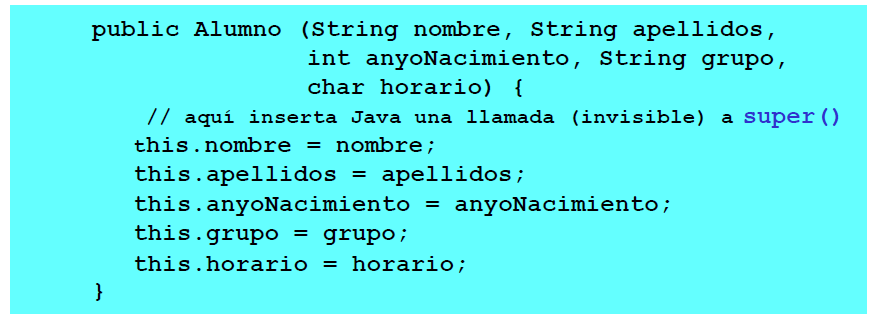 public Alumno (String nombre, String apellidos,
int anyoNacimiento, String grupo,
char horario) {
// aquí inserta Java una llamada (invisible) a super()
this.nombre = nombre;
this.apellidos = apellidos;
this.anyoNacimiento = anyoNacimiento;
this.grupo = grupo;
this.horario = horario;
}